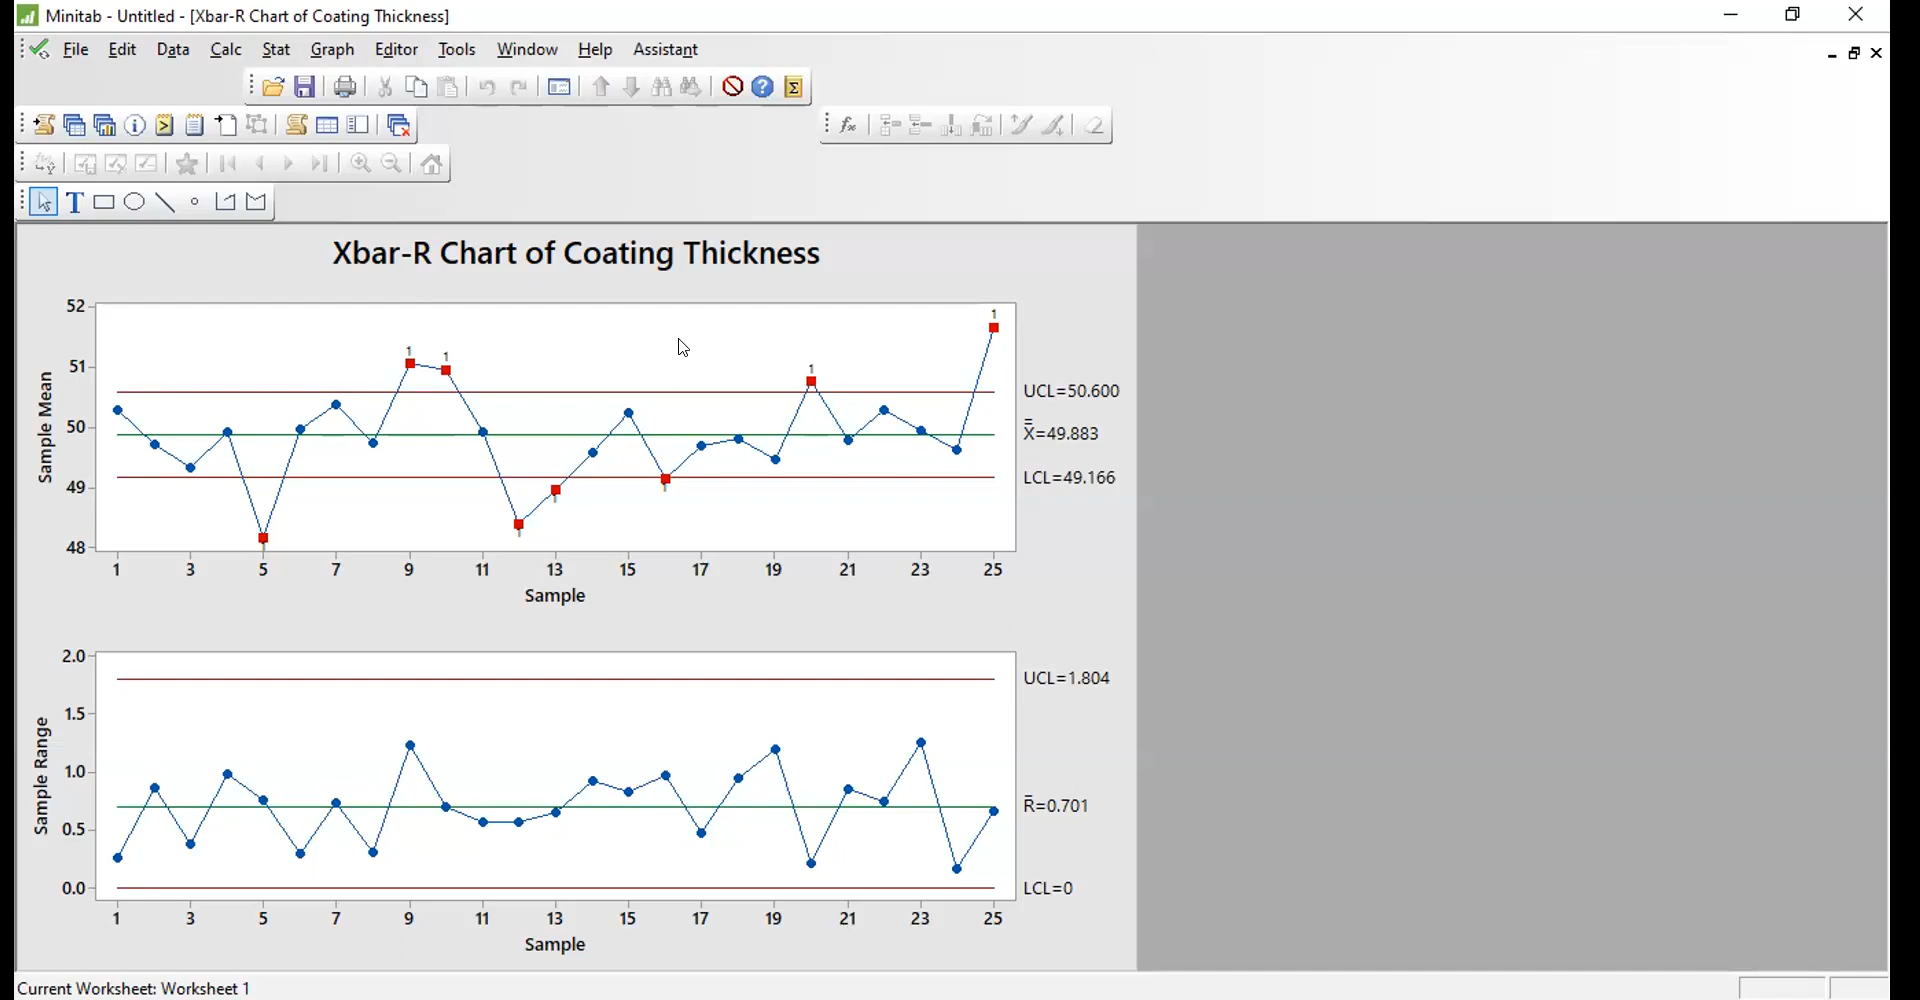 Minitab - Untitled - [Xbar-R Chart of Coating Thickness]
File Edit Data Calc Stat Graph Editor Tools Window Help Assistant
Xbar-R Chart of Coating Thickness
Sample Mean
52
51
50
49
48
1 1 1 1
1 1 1 1
UCL=50.600
X̿=49.883
LCL=49.166
1 3 5 7 9 11 13 15 17 19 21 23 25
Sample
Sample Range
2.0
1.5
1.0
0.5
0.0
UCL=1.804
R̄=0.701
LCL=0
1 3 5 7 9 11 13 15 17 19 21 23 25
Sample
Current Worksheet: Worksheet 1